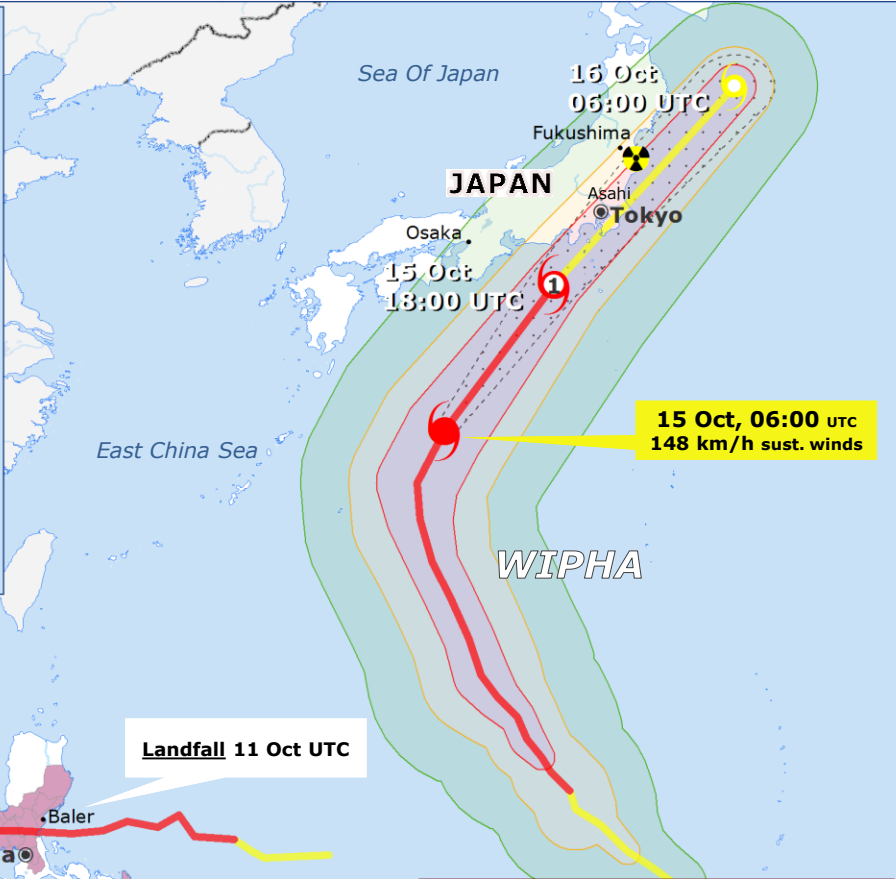 Sea Of Japan
16 Oct
06:00 UTC
Fukushima
JAPAN
Asahi
Tokyo
Osaka
15 Oct
18:00 UTC
1
15 Oct, 06:00 UTC
148 km/h sust. winds
East China Sea
WIPHA
Landfall 11 Oct UTC
Baler
a